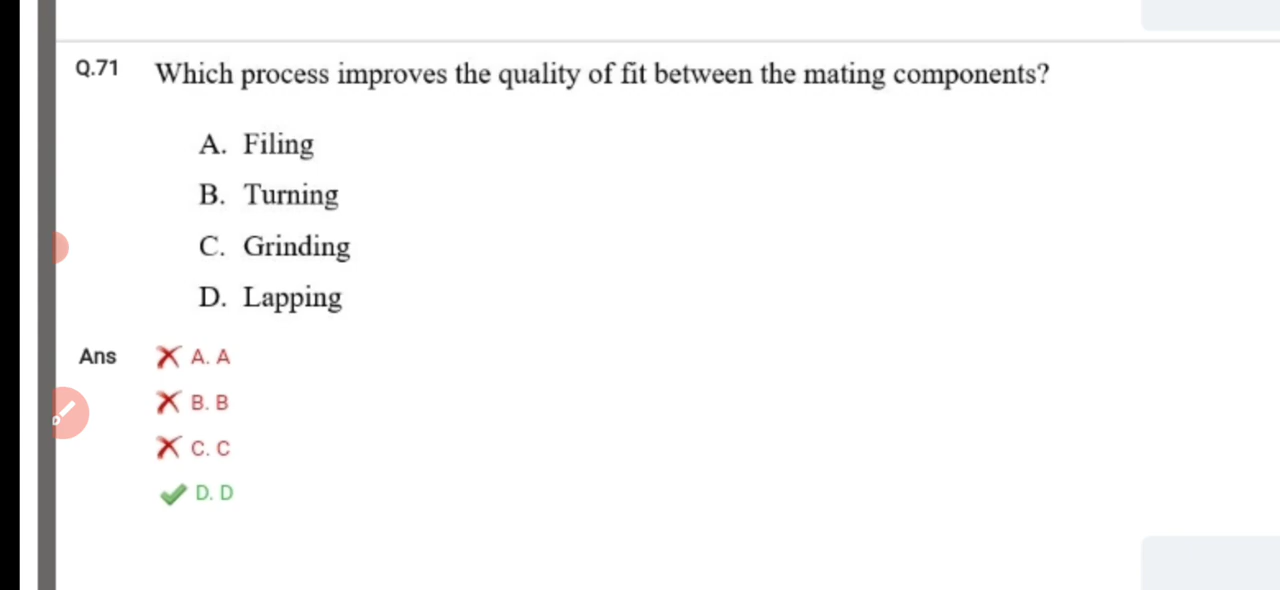 Q.71 Which process improves the quality of fit between the mating components?
A. Filing
B. Turning
C. Grinding
D. Lapping
Ans A. A
B. B
C. C
D. D